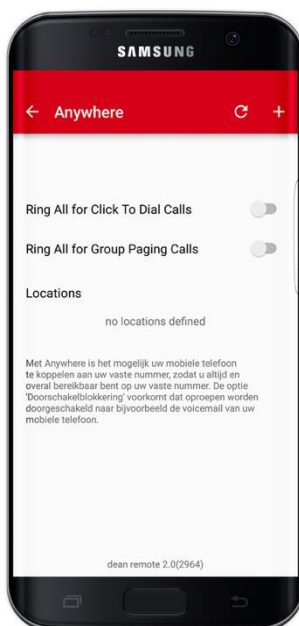 SAMSUNG
Anywhere
Ring All for Click To Dial Calls
Ring All for Group Paging Calls
Locations
no locations defined
Met Anywhere is het mogelijk uw mobiele telefoon
te koppelen aan uw vaste nummer, zodat u altijd en
overal bereikbaar bent op uw vaste nummer. De optie
'Doorschakelblokkering' voorkomt dat oproepen worden
doorgeschakeld naar bijvoorbeeld de voicemail van uw
mobiele telefoon.
dean remote 2.0(2964)